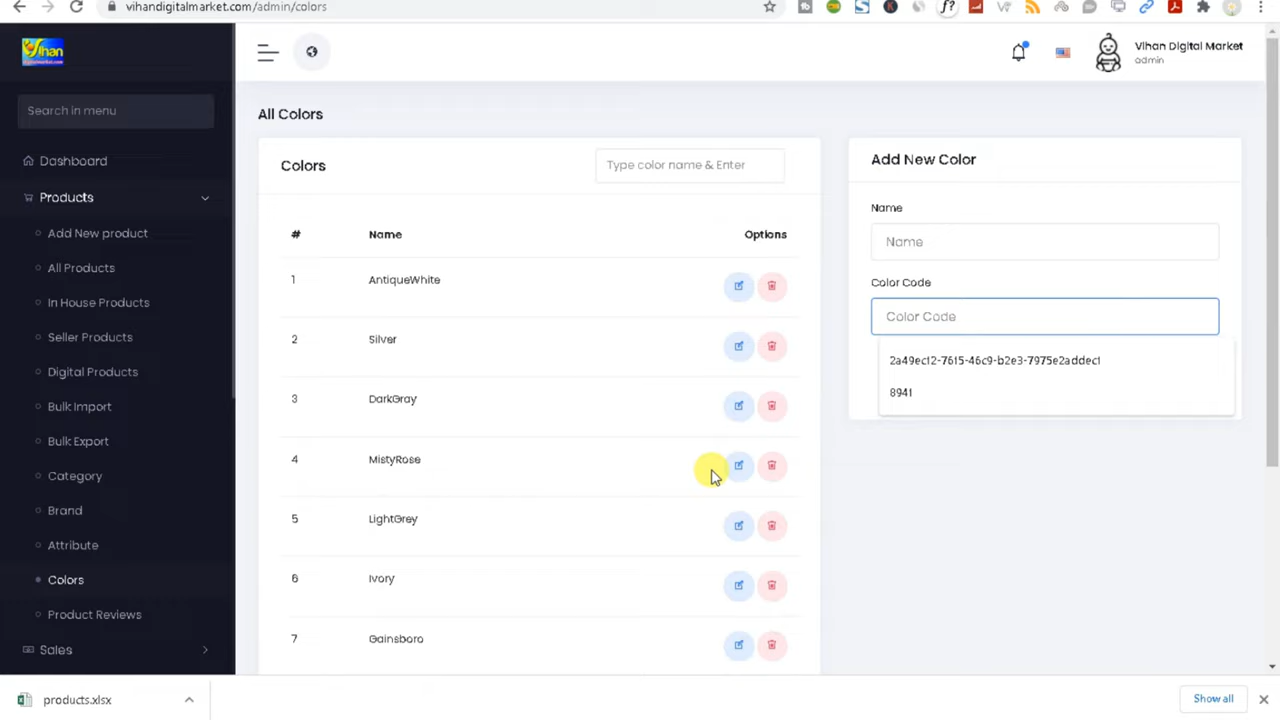 vihandigitalmarket.com/admin/colors
Vihan
Search in menu
Dashboard
Products
Add New product
All Products
In House Products
Seller Products
Digital Products
Bulk Import
Bulk Export
Category
Brand
Attribute
Colors
Product Reviews
Sales
Vihan Digital Market
admin
All Colors
Colors
Type color name & Enter
# Name Options
1 AntiqueWhite
2 Silver
3 DarkGray
4 MistyRose
5 LightGrey
6 Ivory
7 Gainsboro
Add New Color
Name
Name
Color Code
Color Code
2a49ec12-7615-46c9-b2e3-7975e2addec1
8941
products.xlsx
Show all